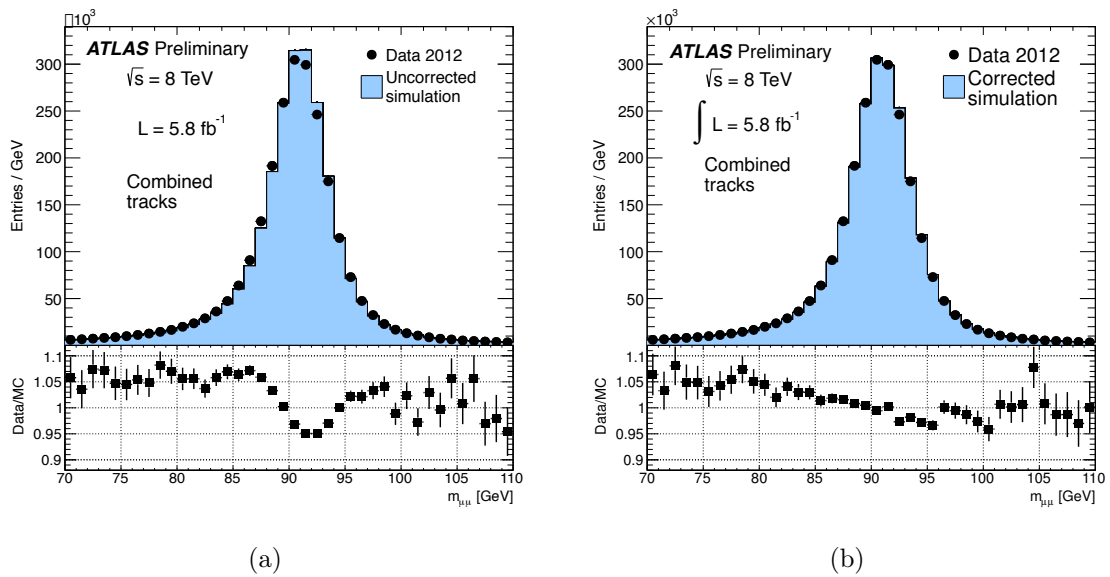 ▯10³
ATLAS Preliminary
√s = 8 TeV
L = 5.8 fb⁻¹
Combined
tracks
Data 2012
Uncorrected
simulation
Entries / GeV
300
250
200
150
100
50
Data/MC
1.1
1.05
1
0.95
0.9
70 75 80 85 90 95 100 105 110
mμμ [GeV]
(a)
×10³
ATLAS Preliminary
√s = 8 TeV
∫ L = 5.8 fb⁻¹
Combined
tracks
Data 2012
Corrected
simulation
Entries / GeV
300
250
200
150
100
50
Data/MC
1.1
1.05
1
0.95
0.9
70 75 80 85 90 95 100 105 110
mμμ [GeV]
(b)